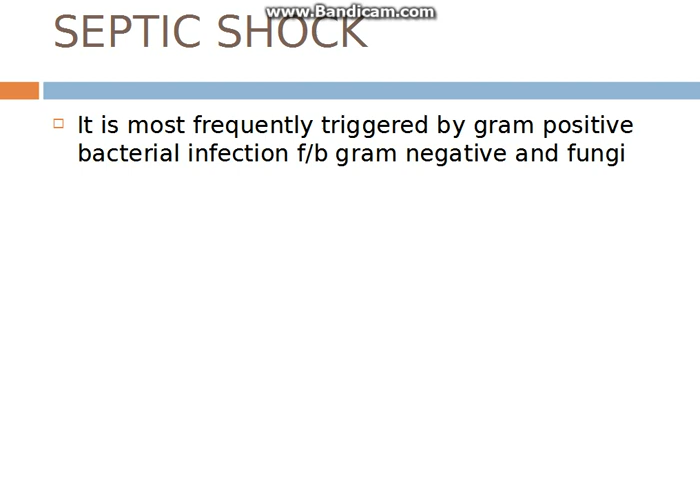 www.Bandicam.com
SEPTIC SHOCK
It is most frequently triggered by gram positive
bacterial infection f/b gram negative and fungi